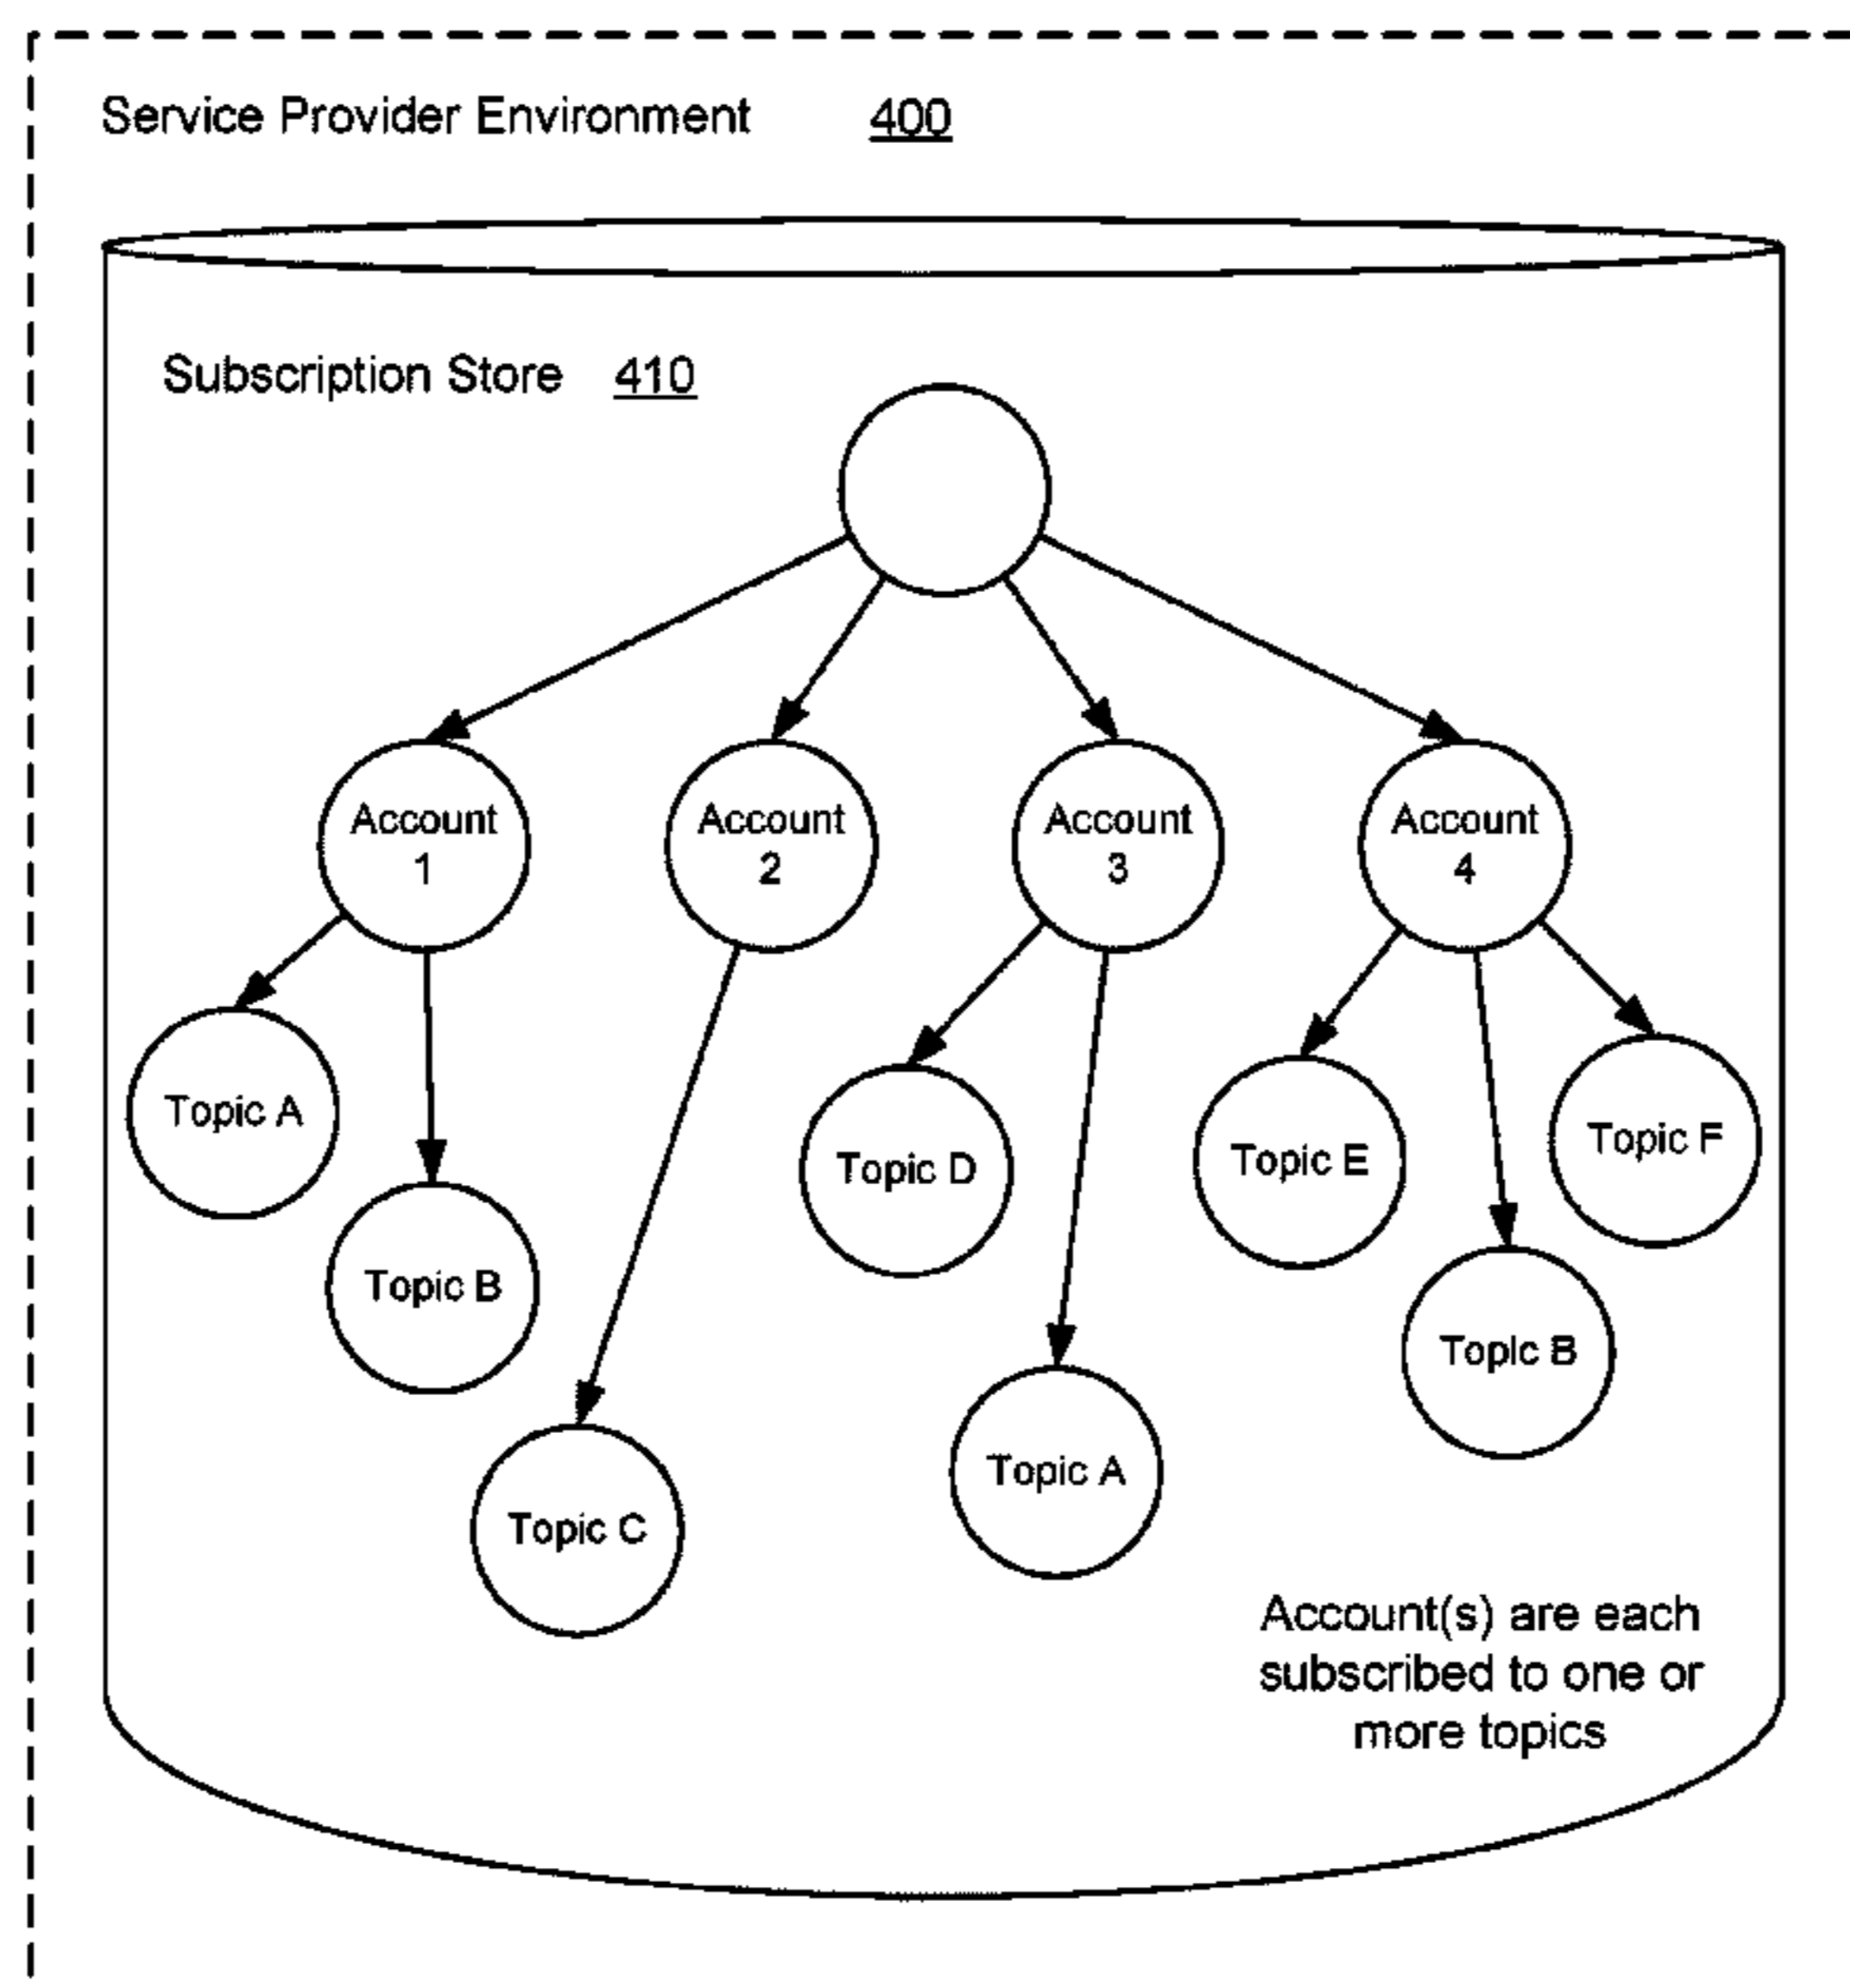 Service Provider Environment 400
Subscription Store 410
Account
1
Account
2
Account
3
Account
4
Topic A
Topic B
Topic C
Topic D
Topic A
Topic E
Topic B
Topic F
Account(s) are each
subscribed to one or
more topics